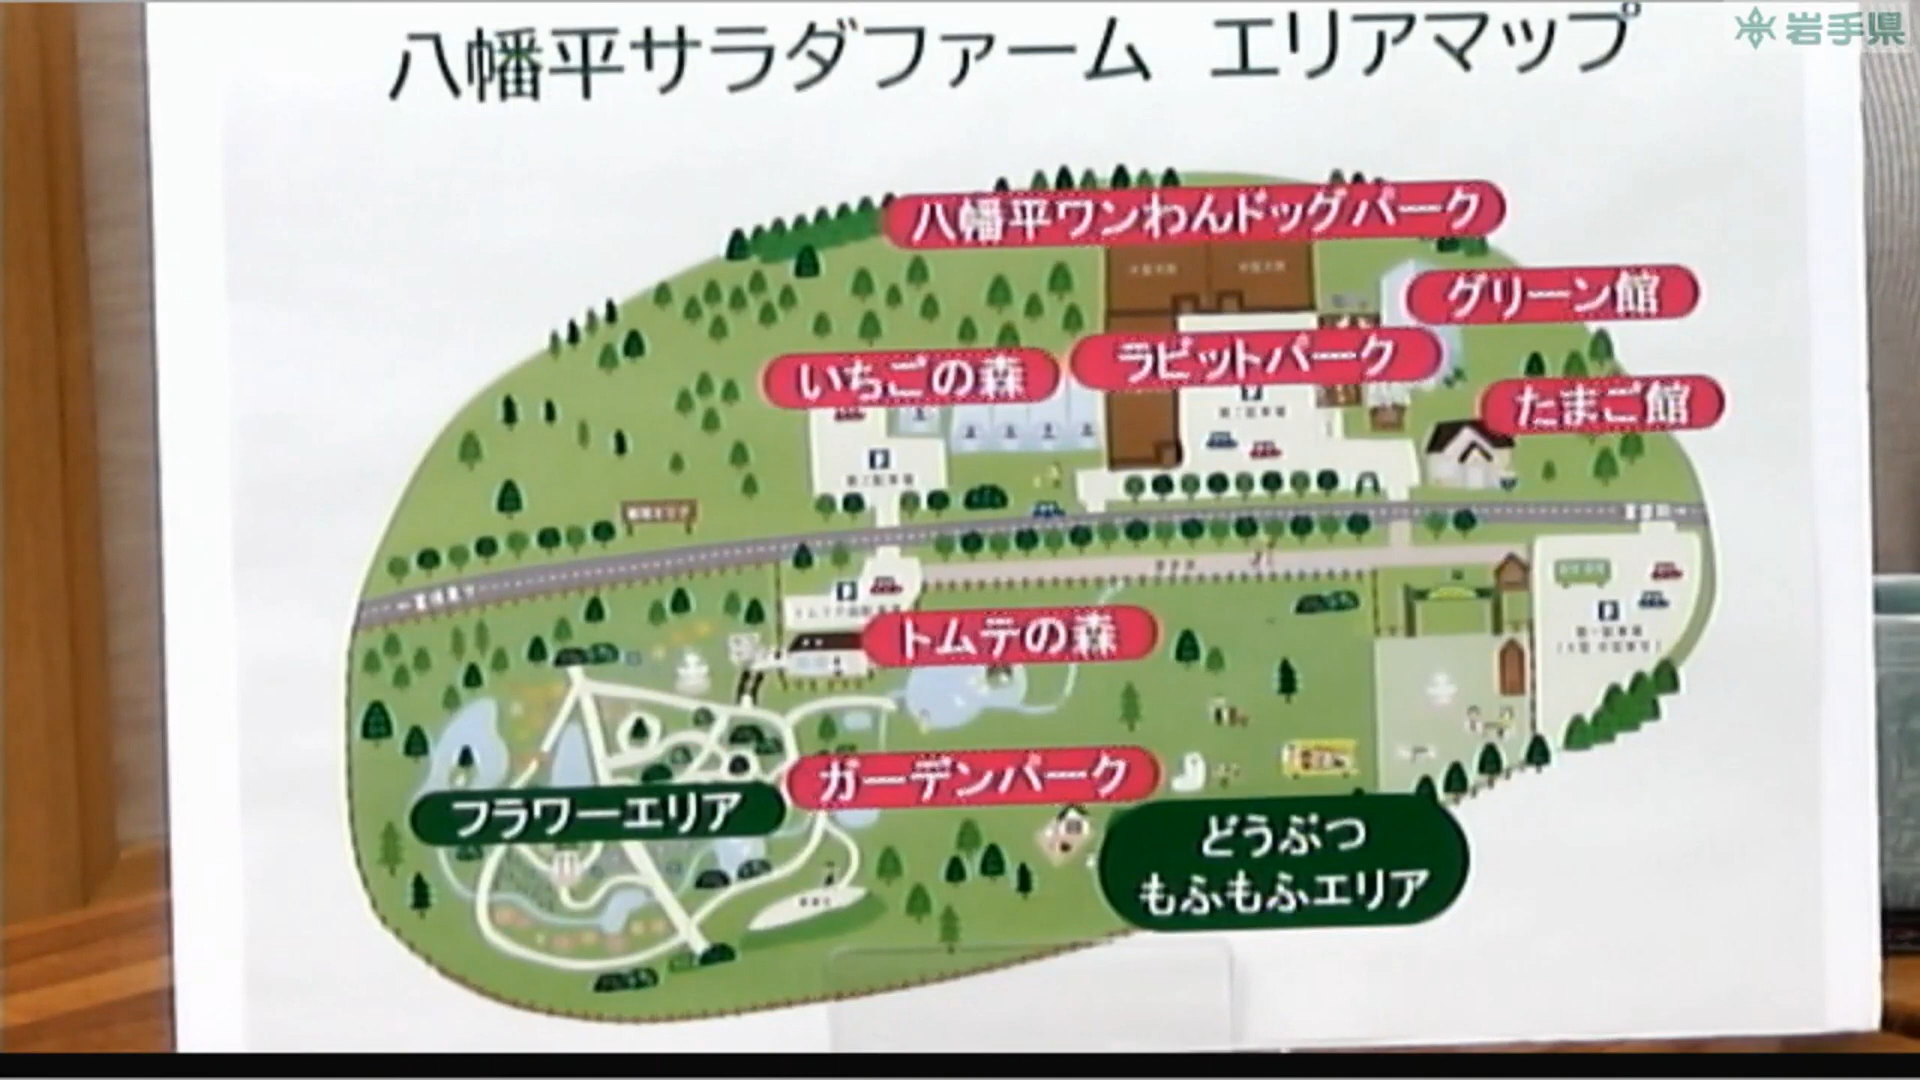 八幡平サラダファーム エリアマップ
岩手県
八幡平ワンわんドッグパーク
グリーン館
ラビットパーク
いちごの森
たまご館
トムテの森
ガーデンパーク
フラワーエリア
どうぶつ
もふもふエリア